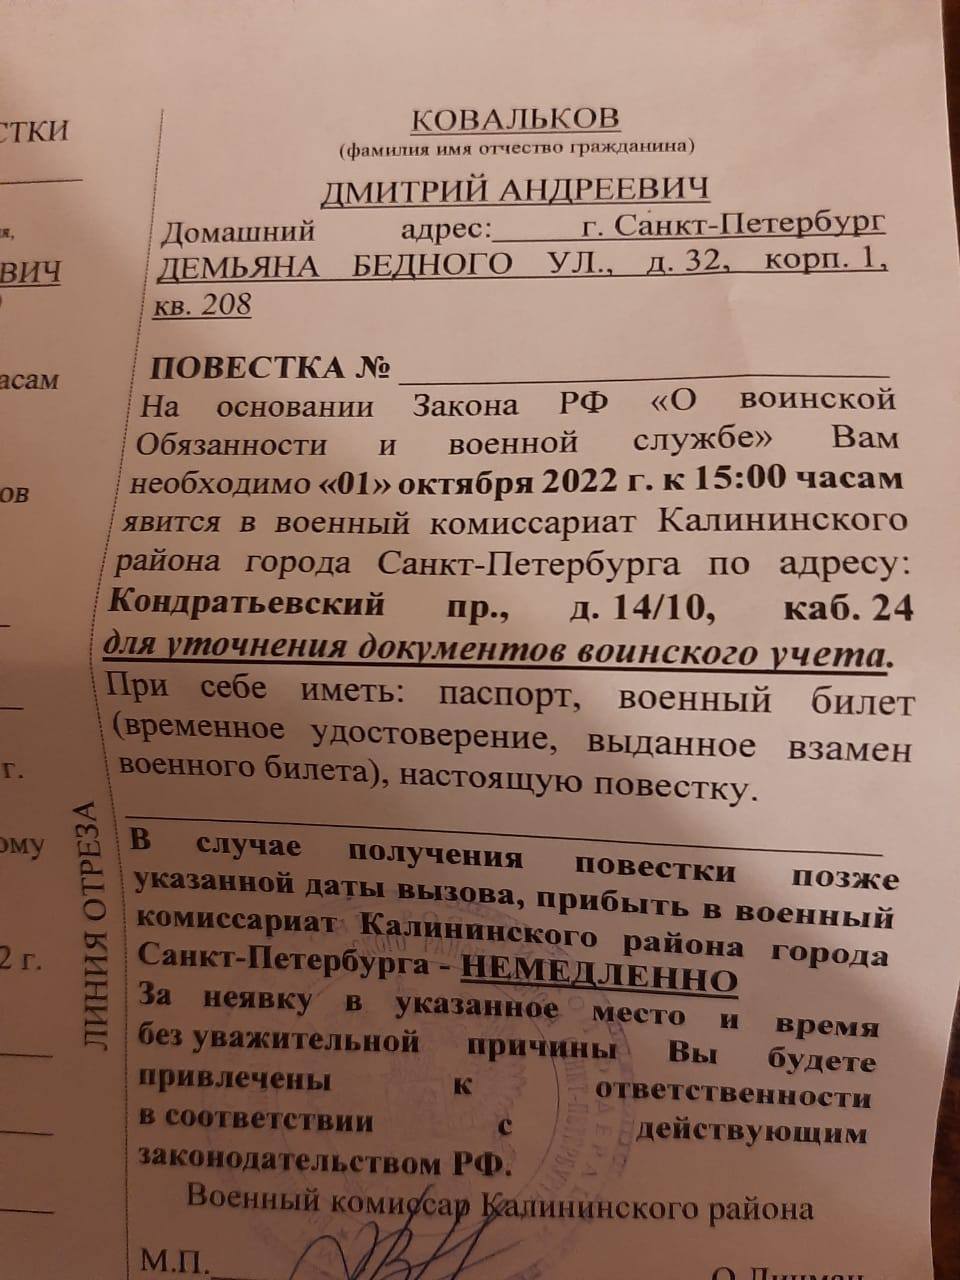 КОВАЛЬКОВ
(фамилия имя отчество гражданина)
ДМИТРИЙ АНДРЕЕВИЧ
Домашний адрес: г. Санкт-Петербург
ДЕМЬЯНА БЕДНОГО УЛ., д. 32, корп. 1,
кв. 208
ПОВЕСТКА №
На основании Закона РФ «О воинской
Обязанности и военной службе» Вам
необходимо «01» октября 2022 г. к 15:00 часам
явится в военный комиссариат Калининского
района города Санкт-Петербурга по адресу:
Кондратьевский пр., д. 14/10, каб. 24
для уточнения документов воинского учета.
При себе иметь: паспорт, военный билет
(временное удостоверение, выданное взамен
военного билета), настоящую повестку.
В случае получения повестки позже
указанной даты вызова, прибыть в военный
комиссариат Калининского района города
Санкт-Петербурга - НЕМЕДЛЕННО
За неявку в указанное место и время
без уважительной причины Вы будете
привлечены к ответственности
в соответствии с действующим
законодательством РФ.
Военный комиссар Калининского района
М.П.
ЛИНИЯ ОТРЕЗА
СТКИ
ВИЧ
асам
ов
г.
ому
2 г.